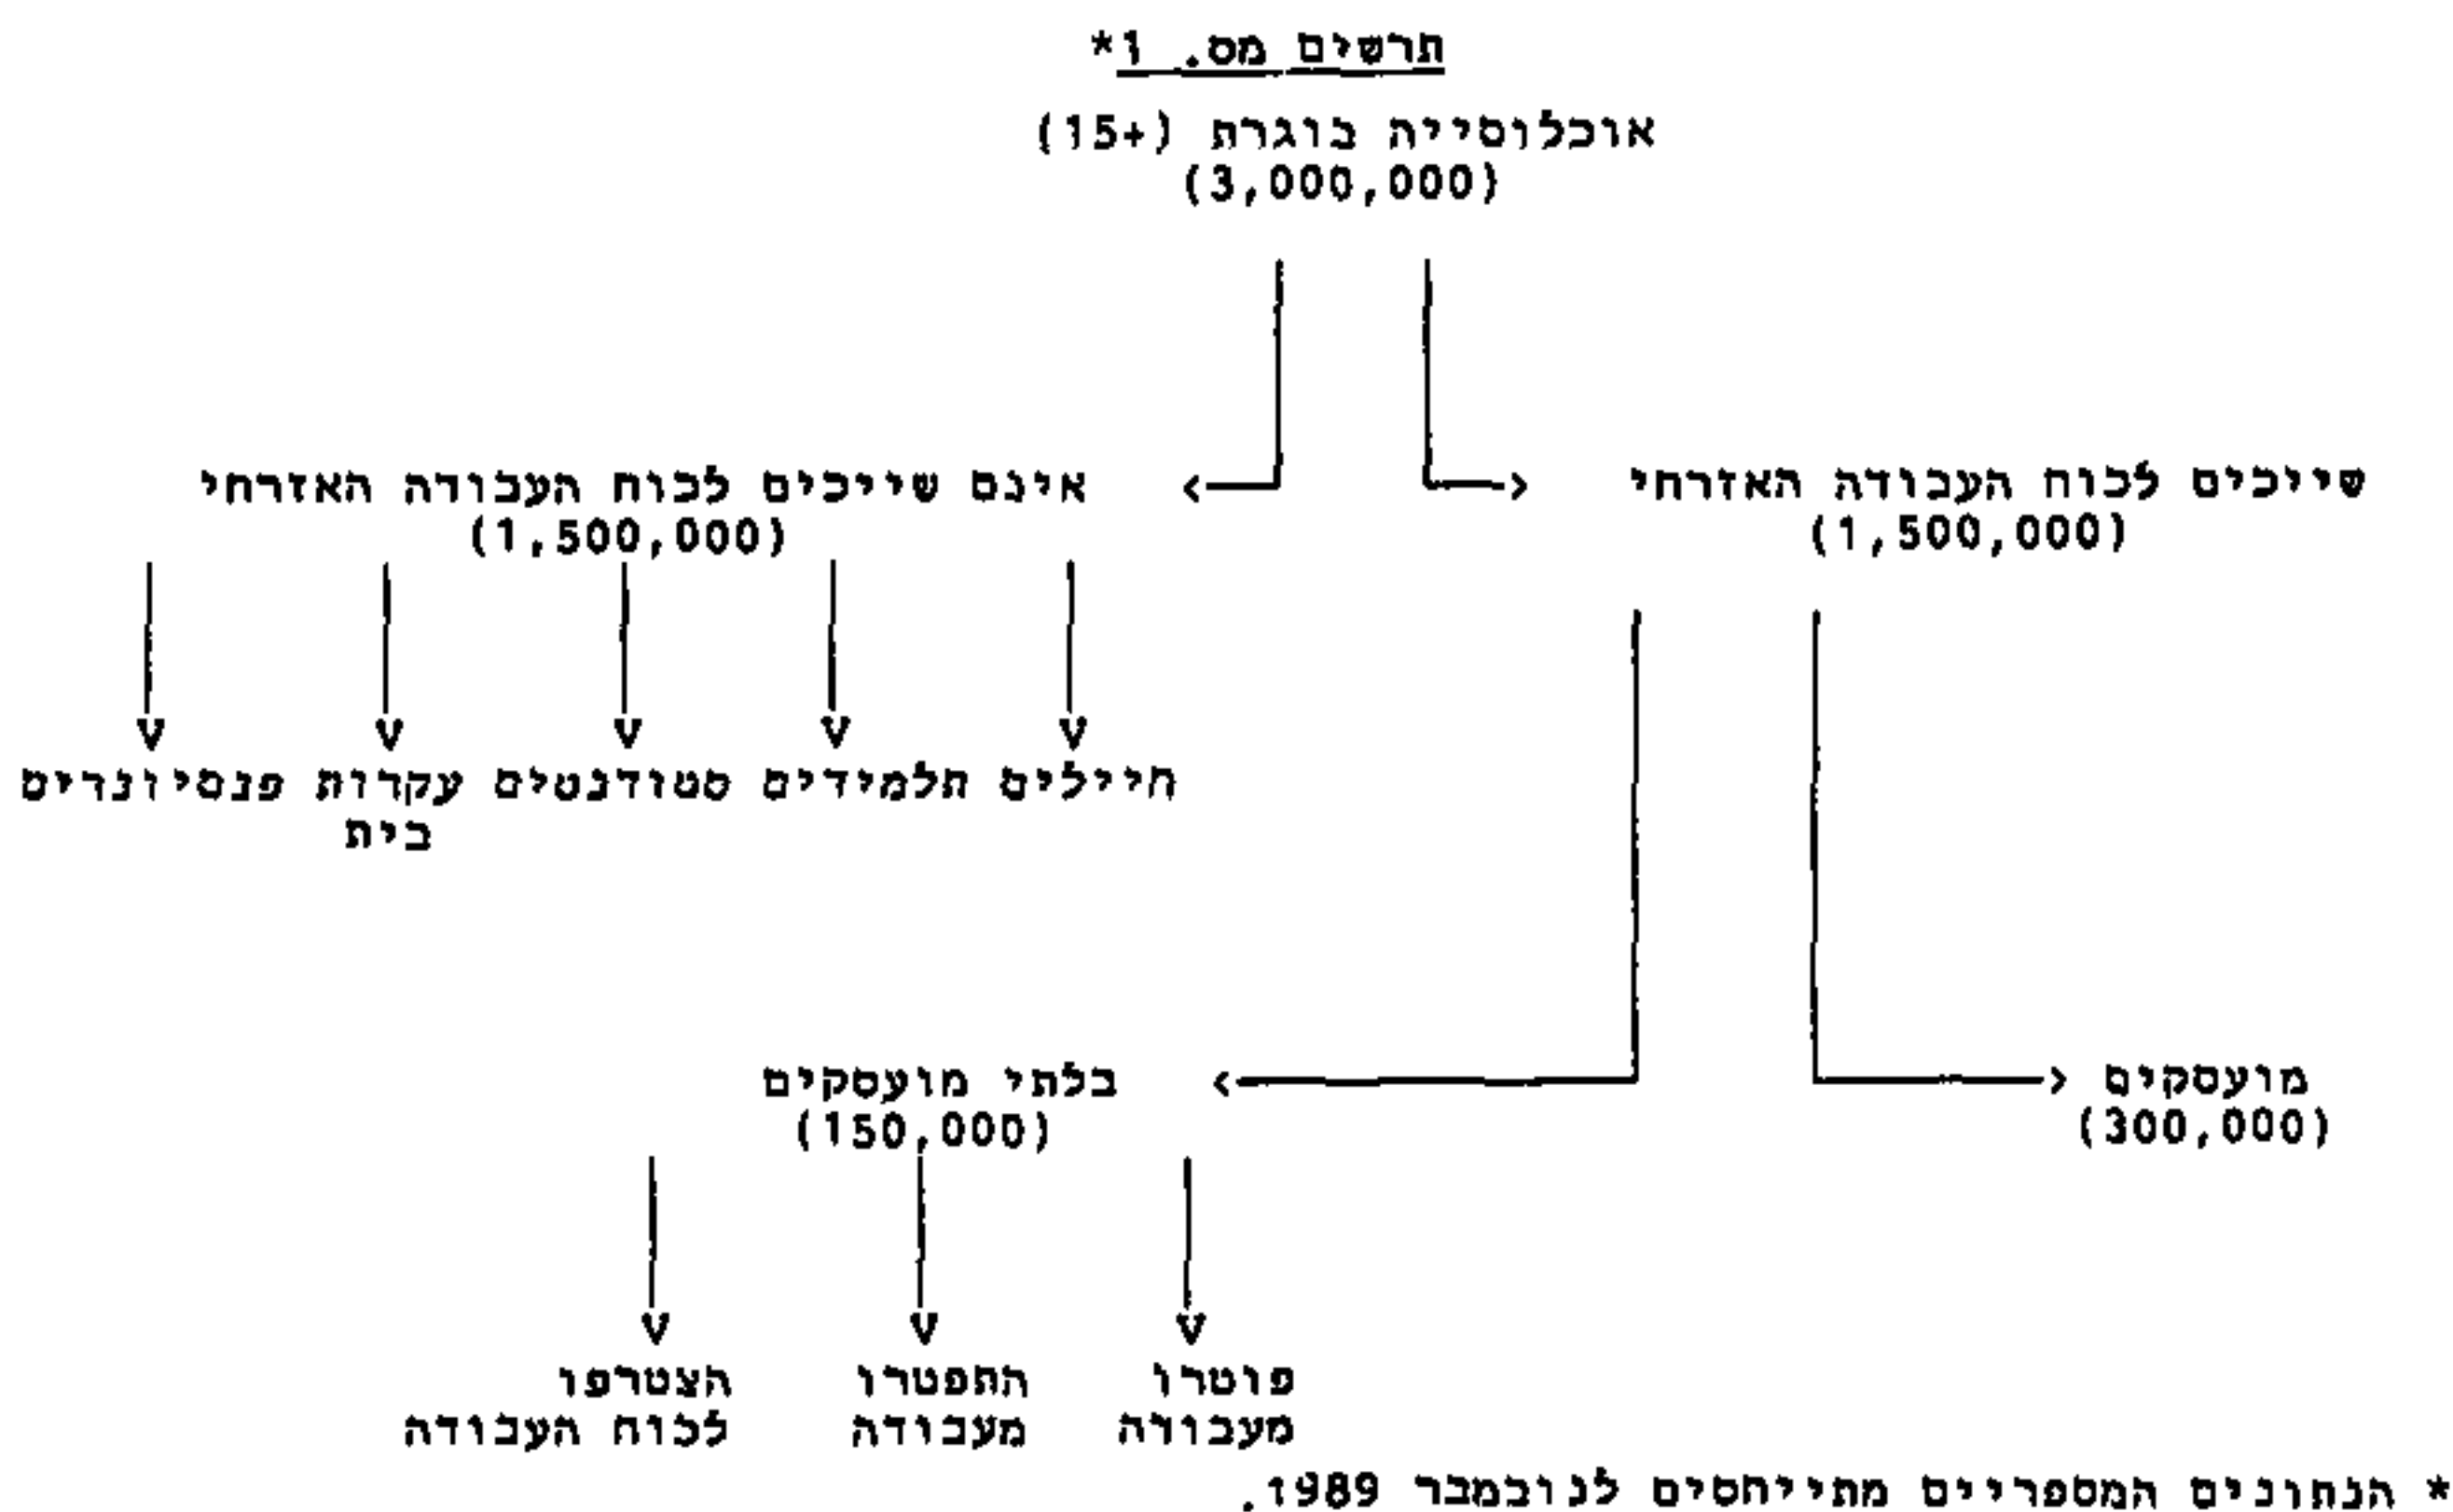 תרשים מס. 1*
אוכלוסייה בוגרת (15+)
(3,000,000)
שייכים לכוח העבודה האזרחי
(1,500,000)
אינם שייכים לכוח העבודה האזרחי
(1,500,000)
חיילים תלמידים סטודנטים עקרות פנסיונרים
בית
מועסקים
(300,000)
בלתי מועסקים
(150,000)
פוטרו
מעבודה
התפטרו
מעבודה
הצטרפו
לכוח העבודה
* הנתונים המספריים מתייחסים לנובמבר 1989.